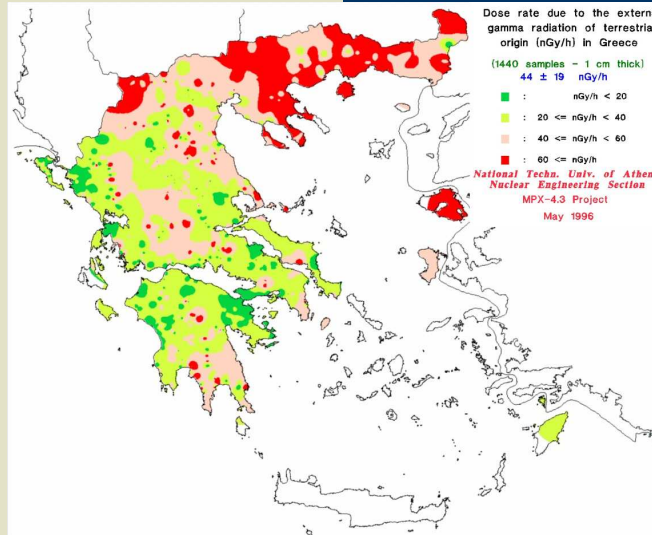 Dose rate due to the extern
gamma radiation of terrestria
origin (nGy/h) in Greece
(1440 samples - 1 cm thick)
44 ± 19 nGy/h
: nGy/h < 20
: 20 <= nGy/h < 40
: 40 <= nGy/h < 60
: 60 <= nGy/h
National Techn. Univ. of Athen
Nuclear Engineering Section
MPX-4.3 Project
May 1996